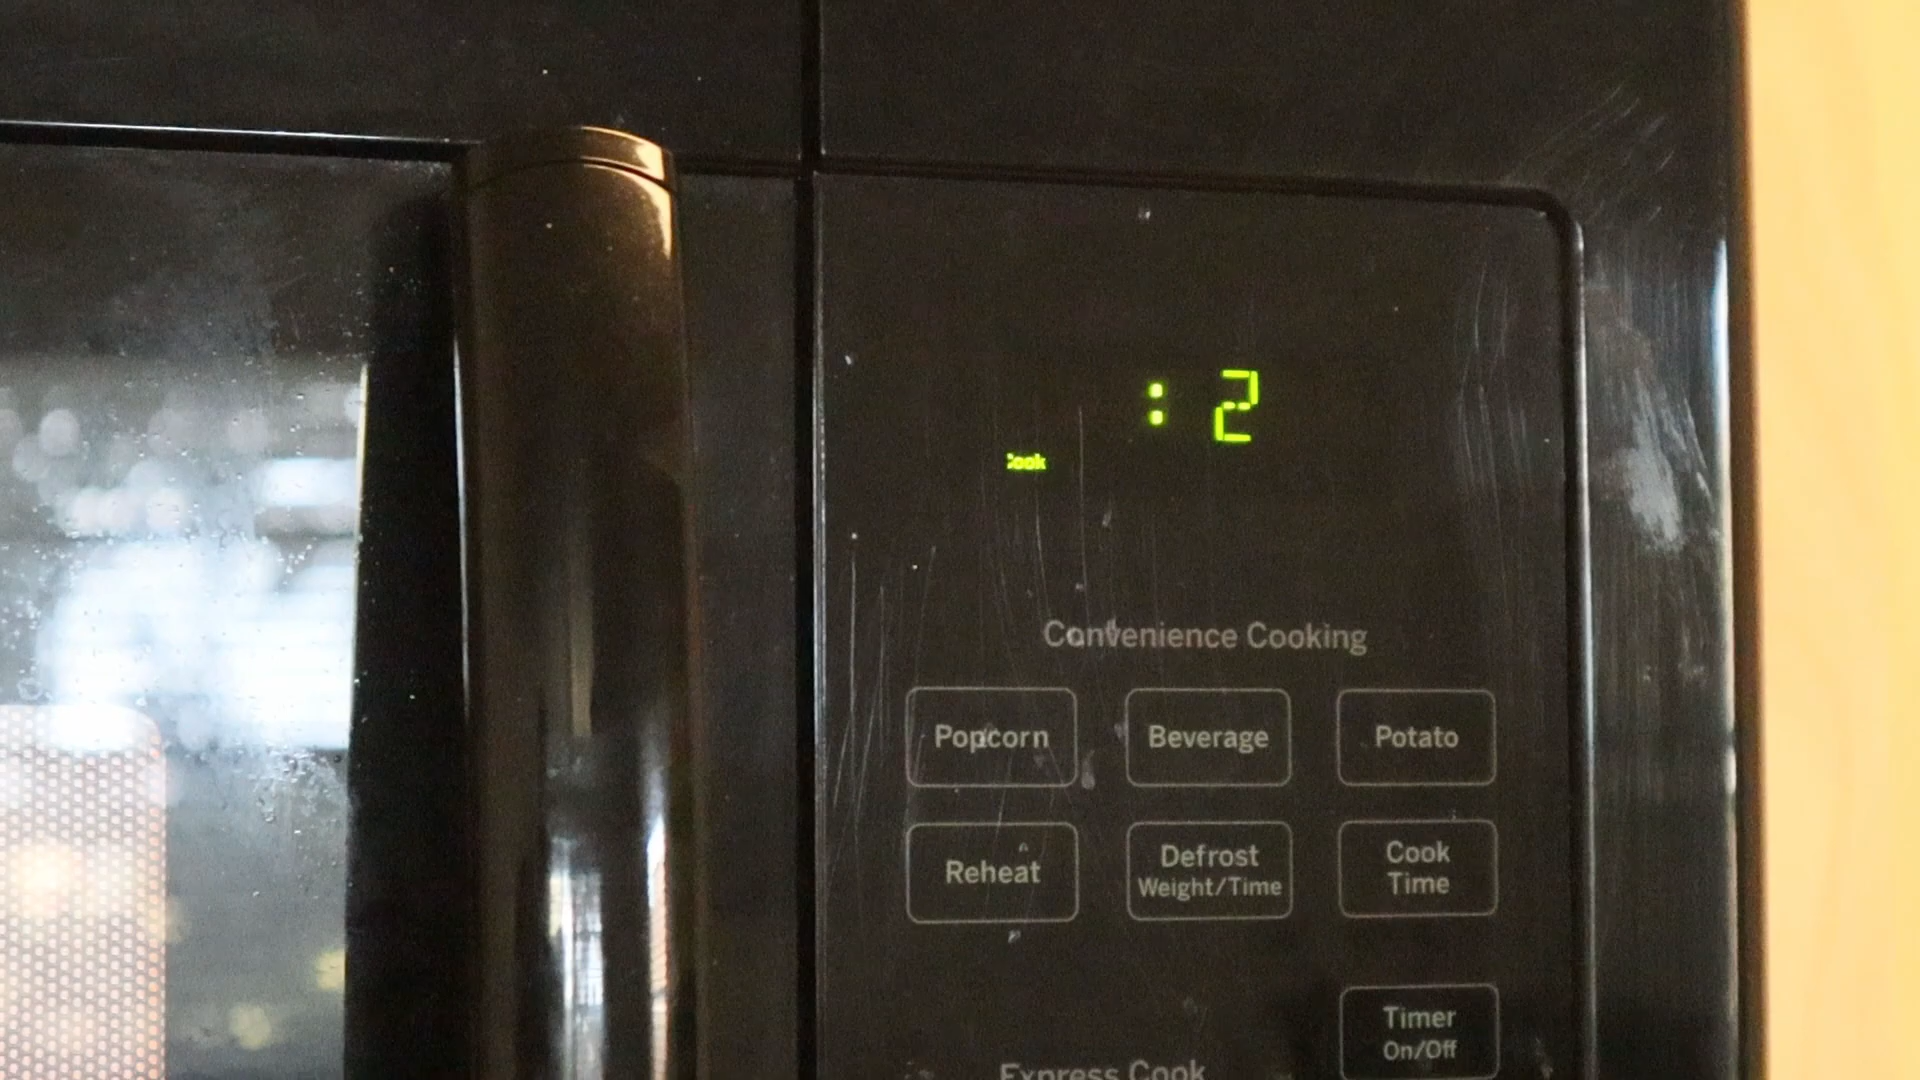 : 2
Cook
Convenience Cooking
Popcorn
Beverage
Potato
Reheat
Defrost
Weight/Time
Cook
Time
Timer
On/Off
Express Cook